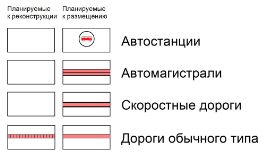 Планируемые к реконструкции
Планируемые к размещению
Автостанции
Автомагистрали
Скоростные дороги
Дороги обычного типа